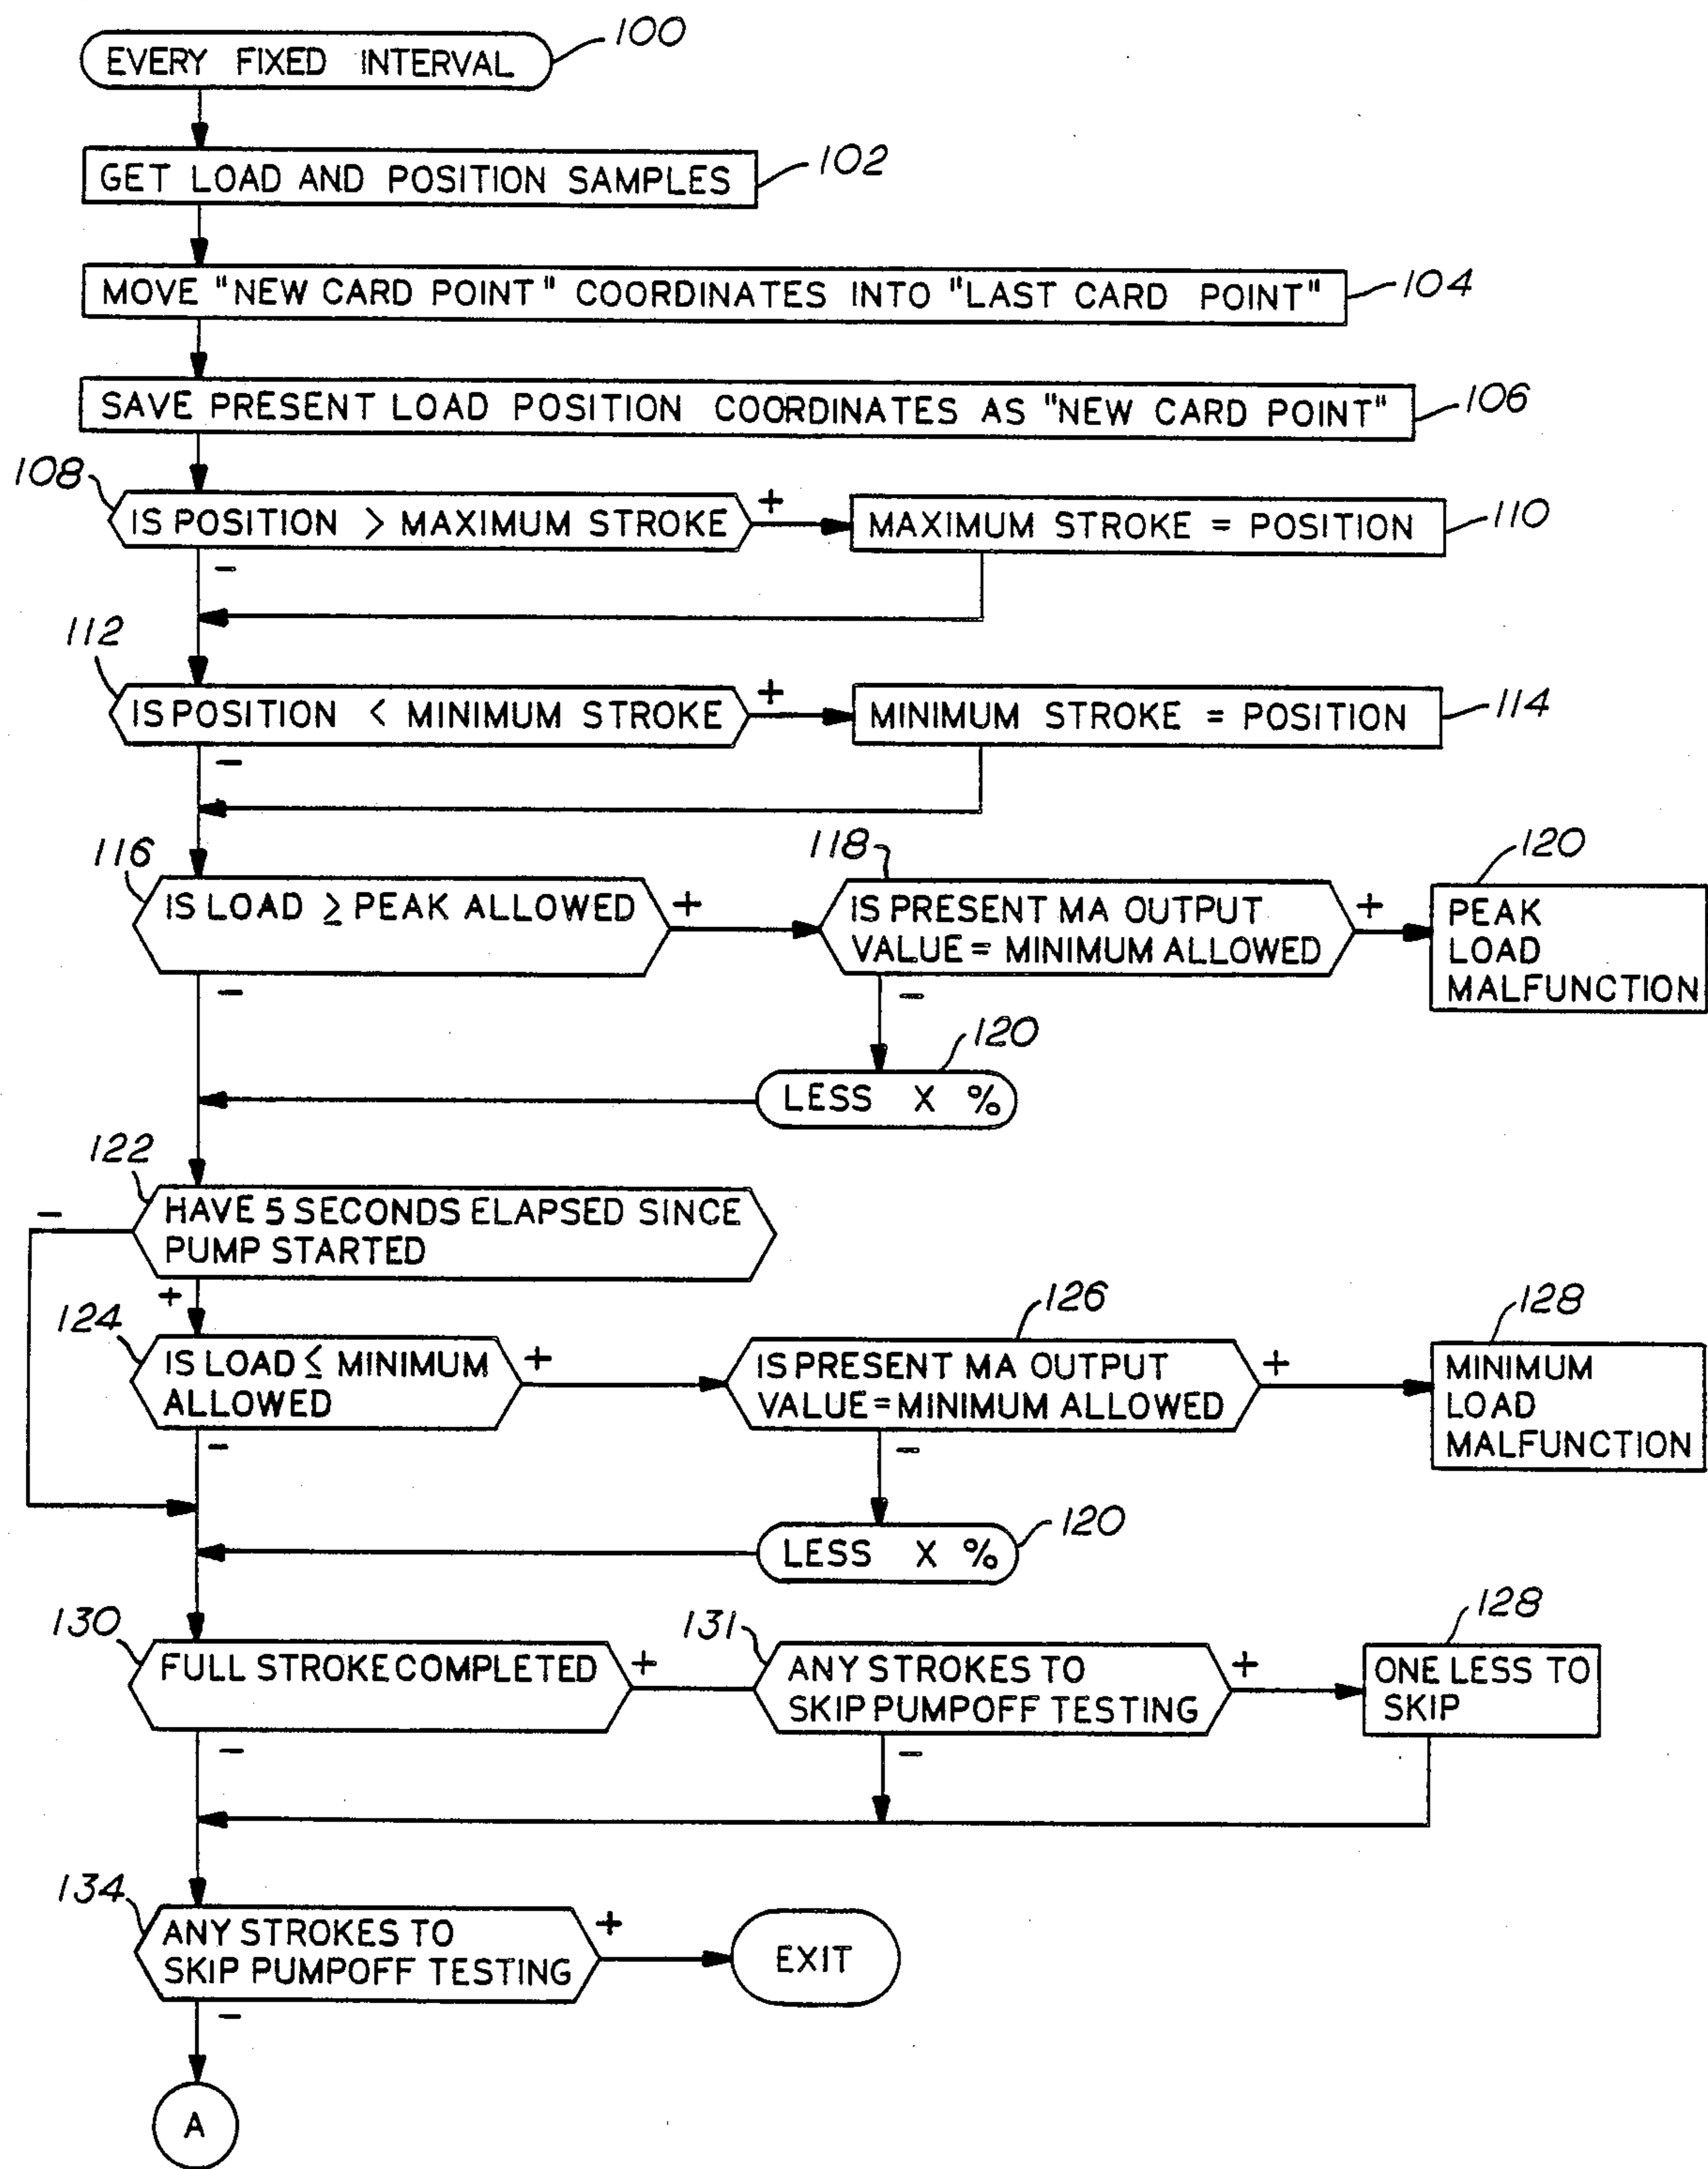 100
EVERY FIXED INTERVAL
102
GET LOAD AND POSITION SAMPLES
104
MOVE "NEW CARD POINT" COORDINATES INTO "LAST CARD POINT"
106
SAVE PRESENT LOAD POSITION COORDINATES AS "NEW CARD POINT"
108
IS POSITION > MAXIMUM STROKE
+
MAXIMUM STROKE = POSITION
110
-
112
IS POSITION < MINIMUM STROKE
+
MINIMUM STROKE = POSITION
114
-
116
IS LOAD ≥ PEAK ALLOWED
+
118
IS PRESENT MA OUTPUT
VALUE = MINIMUM ALLOWED
+
120
PEAK
LOAD
MALFUNCTION
-
-
120
LESS X %
122
HAVE 5 SECONDS ELAPSED SINCE
PUMP STARTED
-
+
124
IS LOAD ≤ MINIMUM
ALLOWED
+
126
IS PRESENT MA OUTPUT
VALUE = MINIMUM ALLOWED
+
128
MINIMUM
LOAD
MALFUNCTION
-
-
120
LESS X %
130
FULL STROKE COMPLETED
+
131
ANY STROKES TO
SKIP PUMPOFF TESTING
+
128
ONE LESS TO
SKIP
-
-
134
ANY STROKES TO
SKIP PUMPOFF TESTING
+
EXIT
-
A